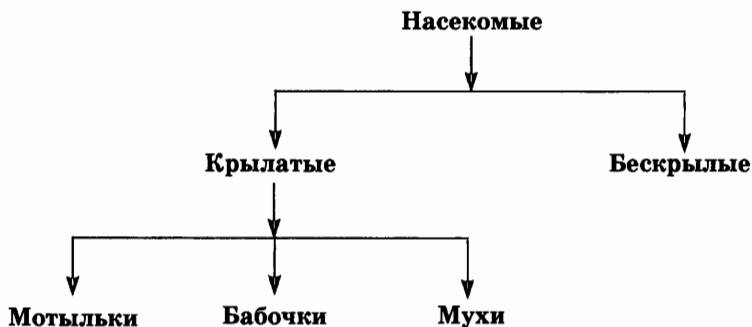 Насекомые
Крылатые Бескрылые
Мотыльки Бабочки Мухи